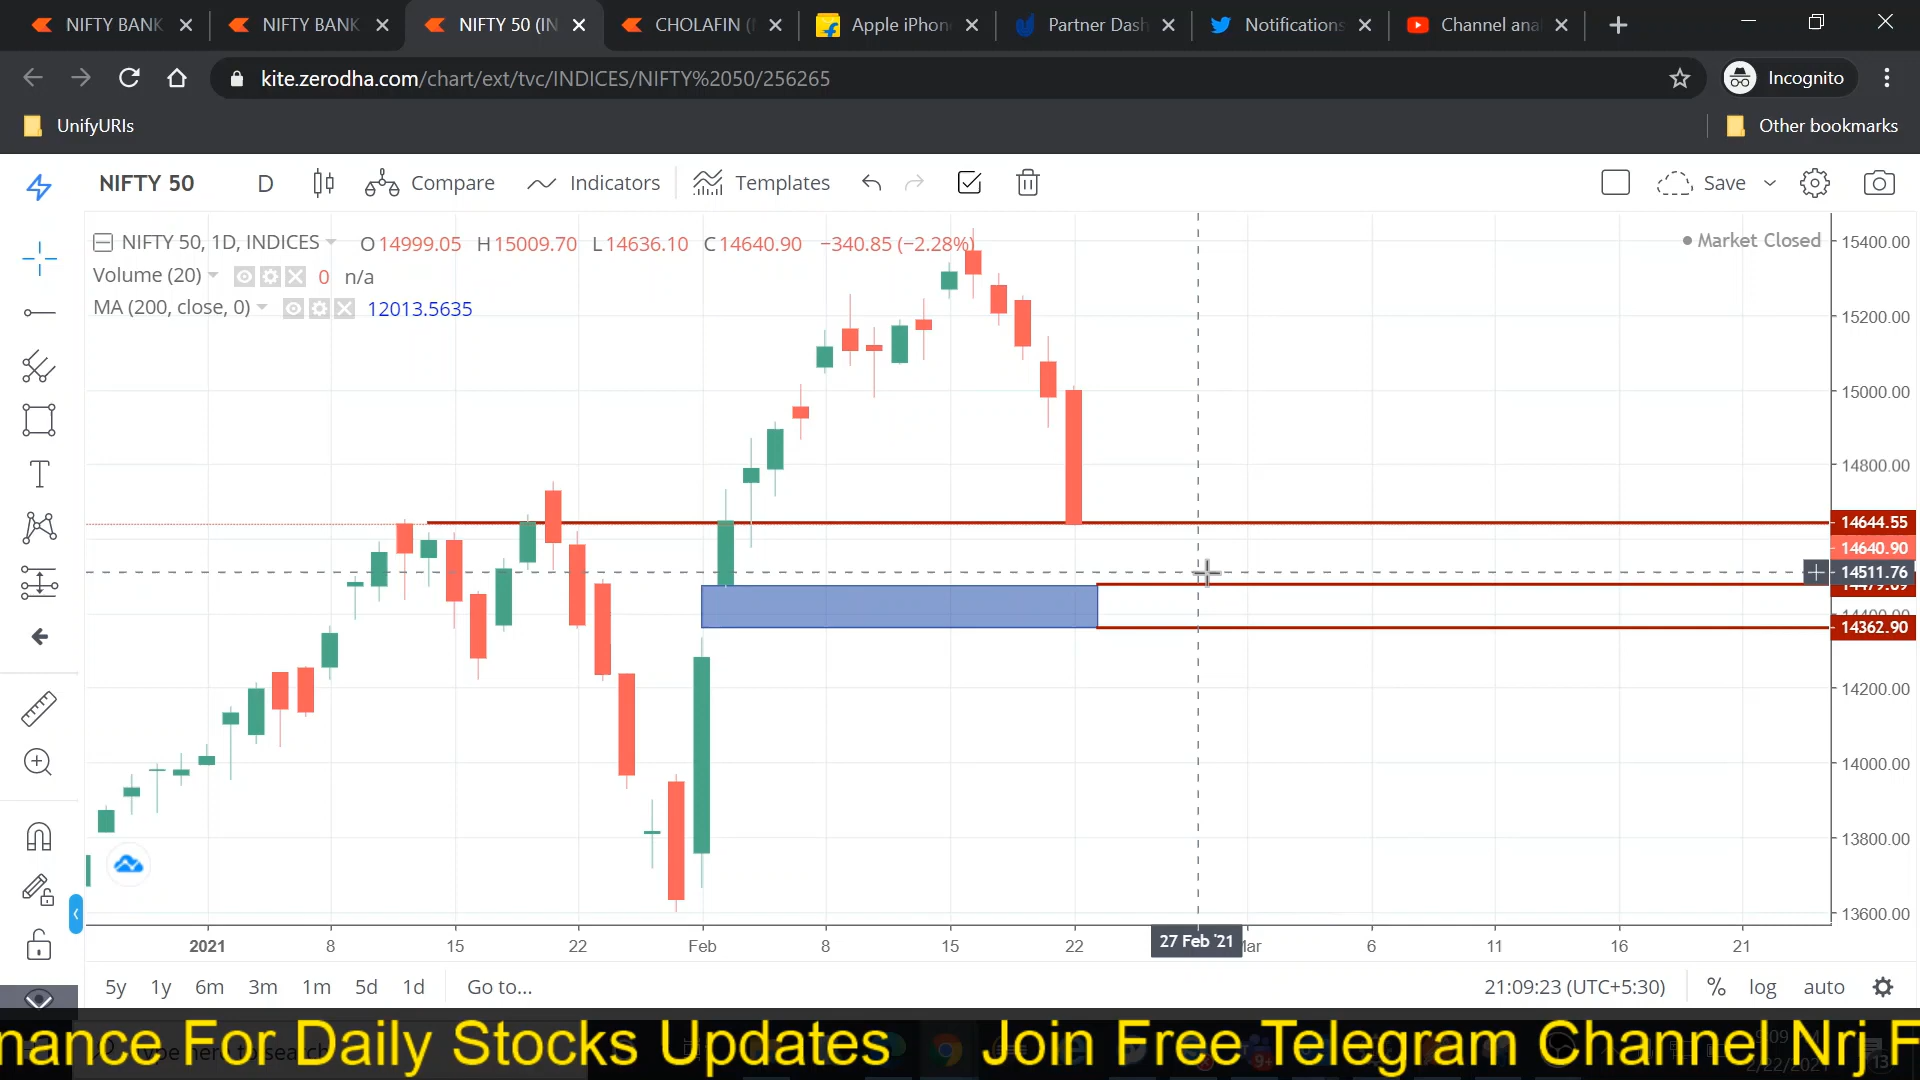 NIFTY BANK
NIFTY BANK
NIFTY 50 (IN
CHOLAFIN (
Apple iPhon
Partner Dash
Notifications
Channel anal
kite.zerodha.com/chart/ext/tvc/INDICES/NIFTY%2050/256265
Incognito
UnifyURIs
Other bookmarks
NIFTY 50 D Compare Indicators Templates Save
NIFTY 50, 1D, INDICES O14999.05 H15009.70 L14636.10 C14640.90 −340.85 (−2.28%)
Market Closed
Volume (20) 0 n/a
MA (200, close, 0) 12013.5635
15400.00
15200.00
15000.00
14800.00
14644.55
14640.90
14511.76
14362.90
14200.00
14000.00
13800.00
13600.00
2021 8 15 22 Feb 8 15 22 27 Feb '21 6 11 16 21
5y 1y 6m 3m 1m 5d 1d Go to... 21:09:23 (UTC+5:30) % log auto
nance For Daily Stocks Updates Join Free Telegram Channel Nrj F